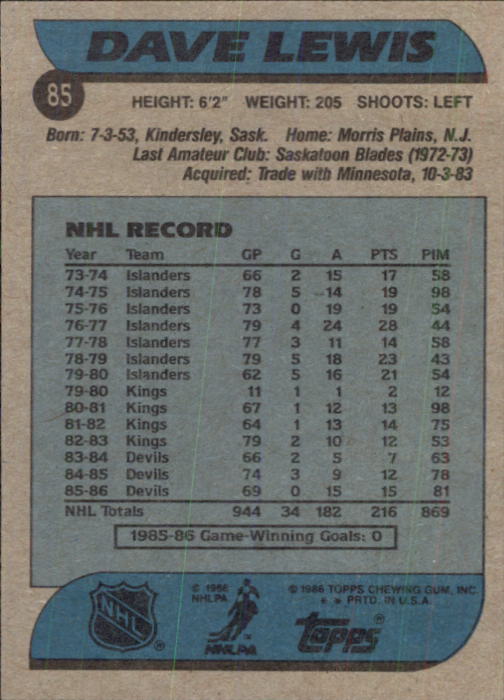 DAVE LEWIS
85
HEIGHT: 6'2" WEIGHT: 205 SHOOTS: LEFT
Born: 7-3-53, Kindersley, Sask. Home: Morris Plains, N.J.
Last Amateur Club: Saskatoon Blades (1972-73)
Acquired: Trade with Minnesota, 10-3-83
NHL RECORD
Year Team GP G A PTS PIM
73-74 Islanders 66 2 15 17 58
74-75 Islanders 78 5 14 19 98
75-76 Islanders 73 0 19 19 54
76-77 Islanders 79 4 24 28 44
77-78 Islanders 77 3 11 14 58
78-79 Islanders 79 5 18 23 43
79-80 Islanders 62 5 16 21 54
79-80 Kings 11 1 1 2 12
80-81 Kings 67 1 12 13 98
81-82 Kings 64 1 13 14 75
82-83 Kings 79 2 10 12 53
83-84 Devils 66 2 5 7 63
84-85 Devils 74 3 9 12 78
85-86 Devils 69 0 15 15 81
NHL Totals 944 34 182 216 869
1985-86 Game-Winning Goals: 0
NHL ®
© 1986
NHLPA
NHLPA
© 1986 TOPPS CHEWING GUM, INC.
* * PRTD. IN U.S.A.
Topps ®